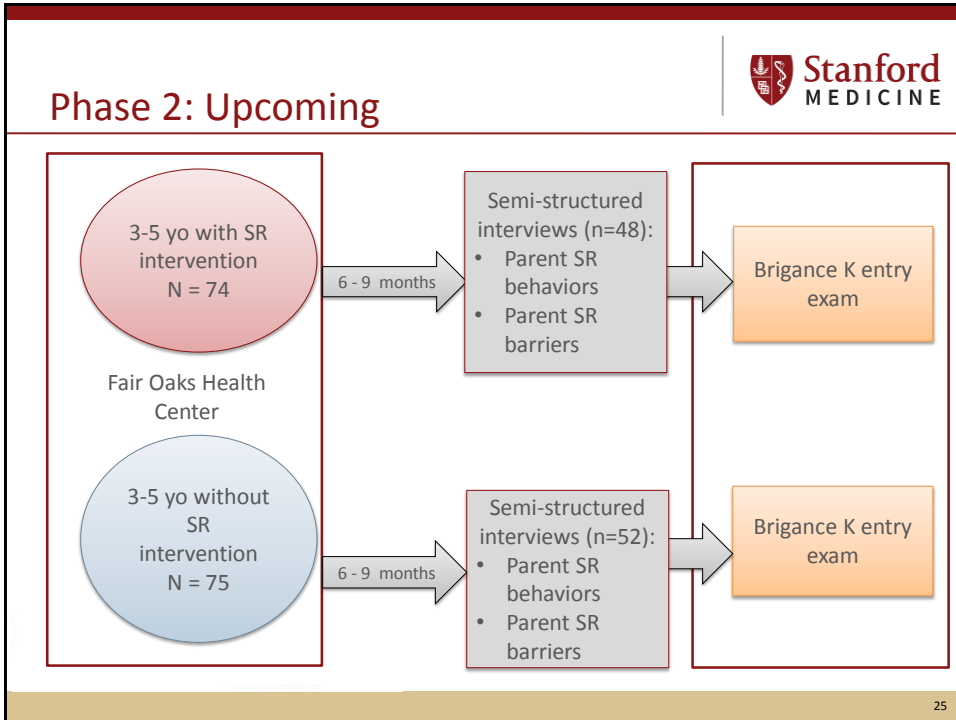 Phase 2: Upcoming
Stanford
MEDICINE
3-5 yo with SR
intervention
N = 74
6 - 9 months
Semi-structured
interviews (n=48):
• Parent SR
behaviors
• Parent SR
barriers
Brigance K entry
exam
Fair Oaks Health
Center
3-5 yo without
SR
intervention
N = 75
6 - 9 months
Semi-structured
interviews (n=52):
• Parent SR
behaviors
• Parent SR
barriers
Brigance K entry
exam
25